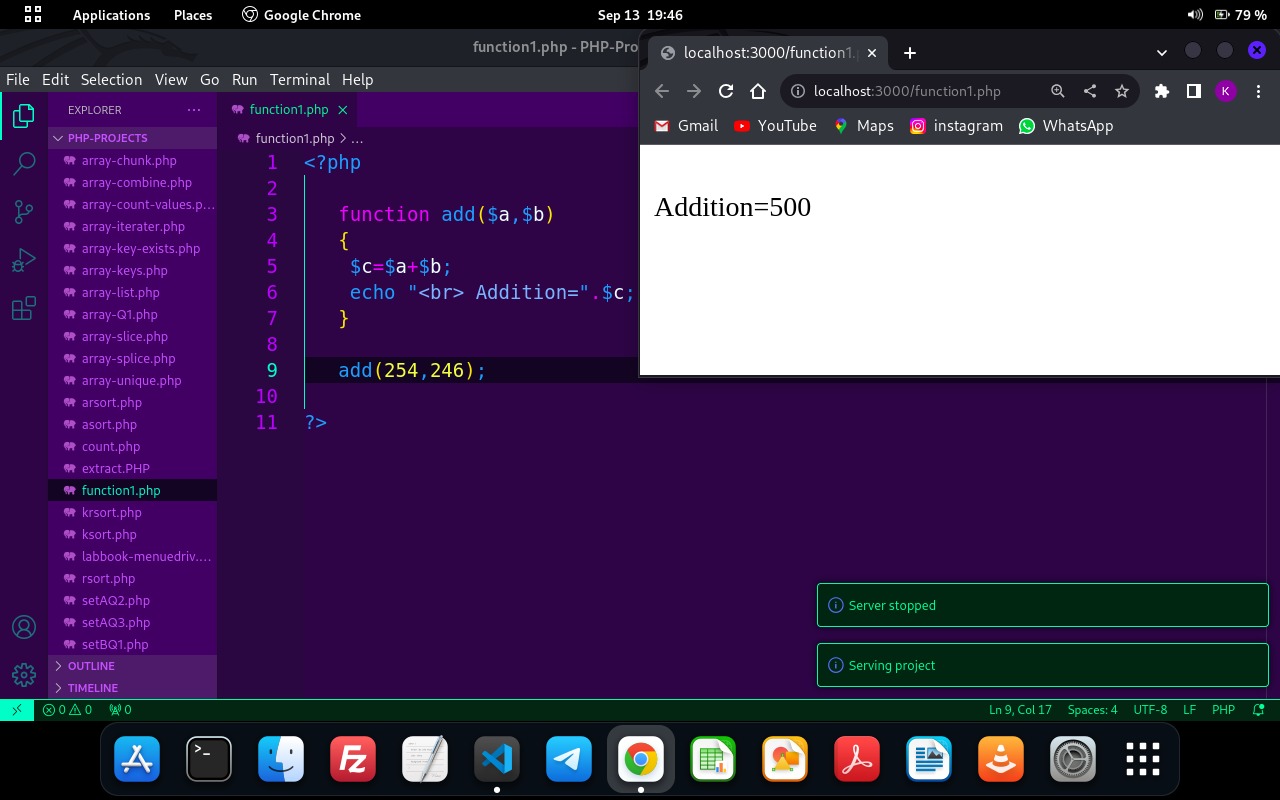 Applications Places Google Chrome Sep 13 19:46 79 %
function1.php - PHP-Pro
File Edit Selection View Go Run Terminal Help
EXPLORER ...
PHP-PROJECTS
array-chunk.php
array-combine.php
array-count-values.p...
array-iterater.php
array-key-exists.php
array-keys.php
array-list.php
array-Q1.php
array-slice.php
array-splice.php
array-unique.php
arsort.php
asort.php
count.php
extract.PHP
function1.php
krsort.php
ksort.php
labbook-menuedriv....
rsort.php
setAQ2.php
setAQ3.php
setBQ1.php
OUTLINE
TIMELINE
function1.php
function1.php > ...
1 <?php
2
3 function add($a,$b)
4 {
5 $c=$a+$b;
6 echo "<br> Addition=".$c;
7 }
8
9 add(254,246);
10
11 ?>
localhost:3000/function1.
localhost:3000/function1.php K
Gmail YouTube Maps instagram WhatsApp
Addition=500
Server stopped
Serving project
0 0 0 Ln 9, Col 17 Spaces: 4 UTF-8 LF PHP
>_ Fz